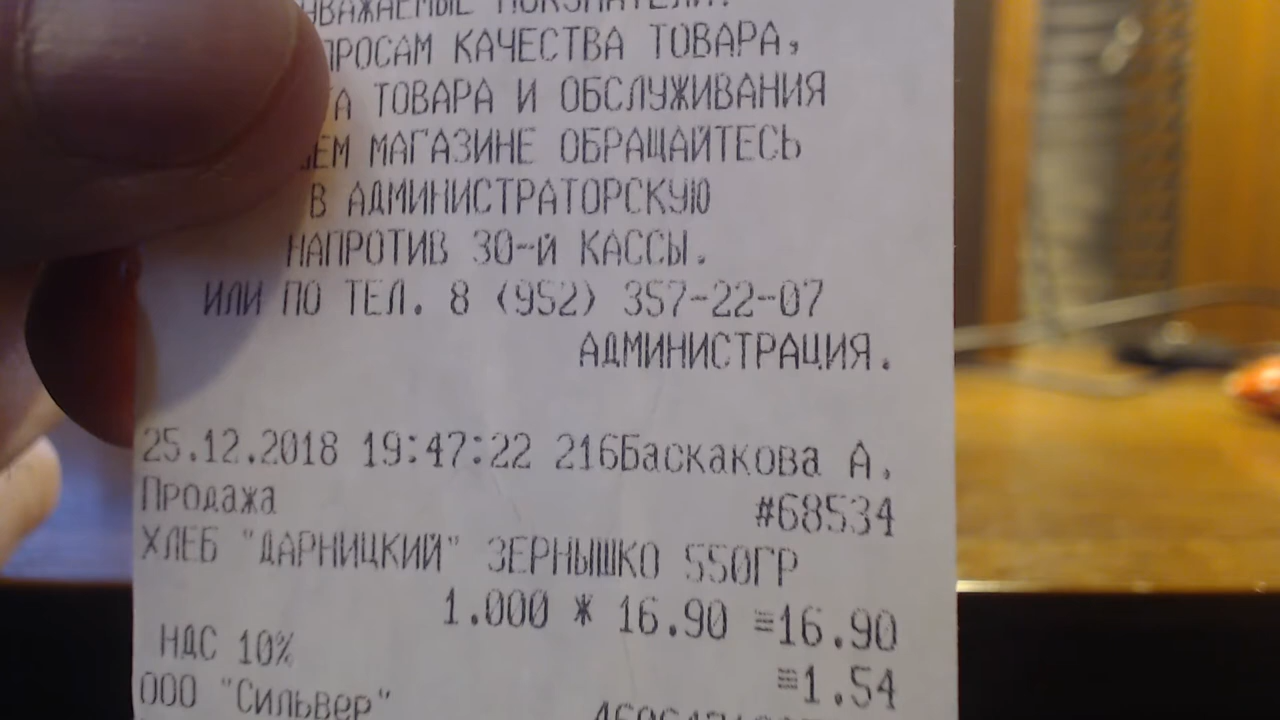 УВАЖАЕМЫЕ ПОКУПАТЕЛИ!
КАЧЕСТВА ТОВАРА,
ТОВАРА И ОБСЛУЖИВАНИЯ
МАГАЗИНЕ ОБРАЩАЙТЕСЬ
В АДМИНИСТРАТОРСКУЮ
НАПРОТИВ 30-й КАССЫ.
ИЛИ ПО ТЕЛ. 8 (952) 357-22-07
АДМИНИСТРАЦИЯ.
25.12.2018 19:47:22 216Баскакова А.
Продажа #68534
ХЛЕБ "ДАРНИЦКИЙ" ЗЕРНЫШКО 550ГР
1.000 * 16.90 ≡16.90
НДС 10% ≡1.54
ООО "Сильвер"